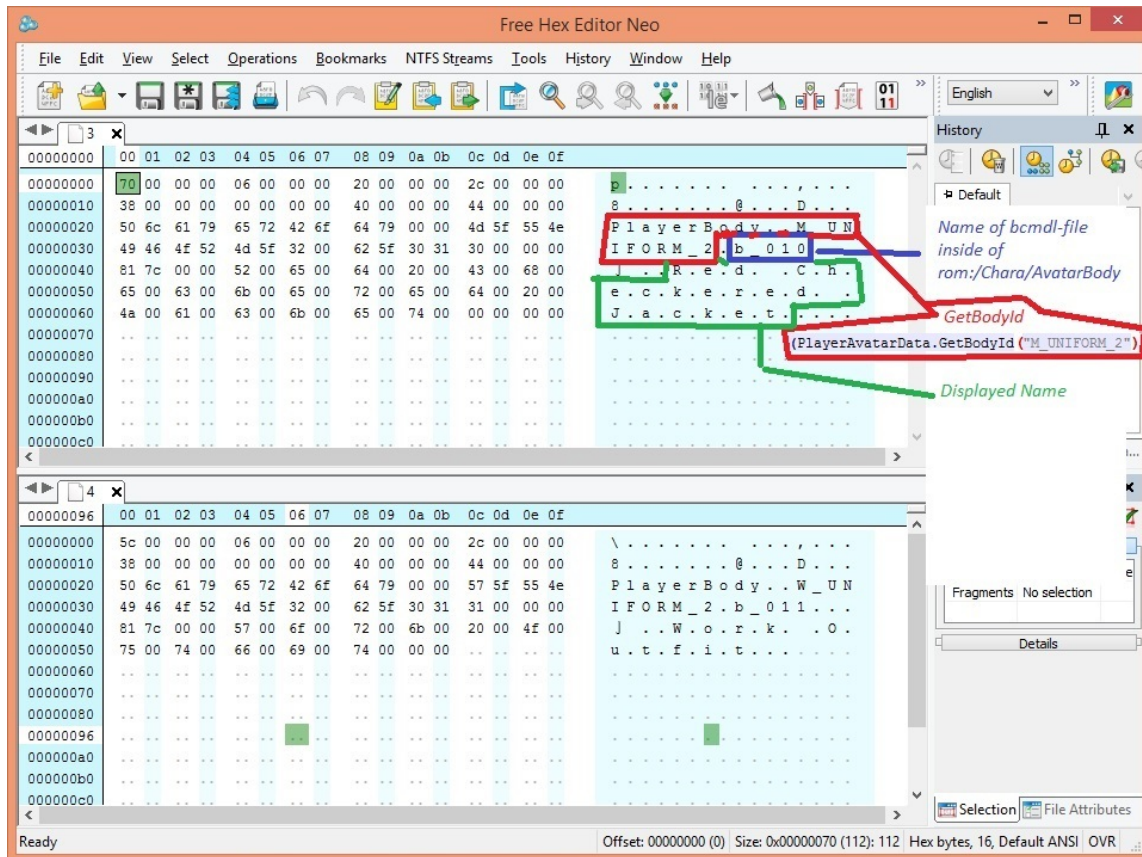 Free Hex Editor Neo
File Edit View Select Operations Bookmarks NTFS Streams Tools History Window Help
English
3
00000000 00 01 02 03 04 05 06 07 08 09 0a 0b 0c 0d 0e 0f
00000000 70 00 00 00 06 00 00 00 20 00 00 00 2c 00 00 00 p.......  ...,...
00000010 38 00 00 00 00 00 00 00 40 00 00 00 44 00 00 00 8.......@...D...
00000020 50 6c 61 79 65 72 42 6f 64 79 00 00 4d 5f 55 4e PlayerBody..M_UN
00000030 49 46 4f 52 4d 5f 32 00 62 5f 30 31 30 00 00 00 IFORM_2.b_010
00000040 81 7c 00 00 52 00 65 00 64 00 20 00 43 00 68 00 R.e.d. .C.h
00000050 65 00 63 00 6b 00 65 00 72 00 65 00 64 00 20 00 e.c.k.e.r.e.d. .
00000060 4a 00 61 00 63 00 6b 00 65 00 74 00 00 00 00 00 J.a.c.k.e.t.....
00000070
00000080
00000090
000000a0
000000b0
000000c0
History
Default
Name of bcmdl-file
inside of
rom:/Chara/AvatarBody
GetBodyId
(PlayerAvatarData.GetBodyId("M_UNIFORM_2")
Displayed Name
4
00000096 00 01 02 03 04 05 06 07 08 09 0a 0b 0c 0d 0e 0f
00000000 5c 00 00 00 06 00 00 00 20 00 00 00 2c 00 00 00 \....... ...,...
00000010 38 00 00 00 00 00 00 00 40 00 00 00 44 00 00 00 8.......@...D...
00000020 50 6c 61 79 65 72 42 6f 64 79 00 00 57 5f 55 4e PlayerBody..W_UN
00000030 49 46 4f 52 4d 5f 32 00 62 5f 30 31 31 00 00 00 IFORM_2.b_011...
00000040 81 7c 00 00 57 00 6f 00 72 00 6b 00 20 00 4f 00 ..W.o.r.k. .O.
00000050 75 00 74 00 66 00 69 00 74 00 00 00 u.t.f.i.t...
00000060
00000070
00000080
00000096
000000a0
000000b0
000000c0
Fragments No selection
Details
Selection File Attributes
Ready Offset: 00000000 (0) Size: 0x00000070 (112): 112 Hex bytes, 16, Default ANSI OVR